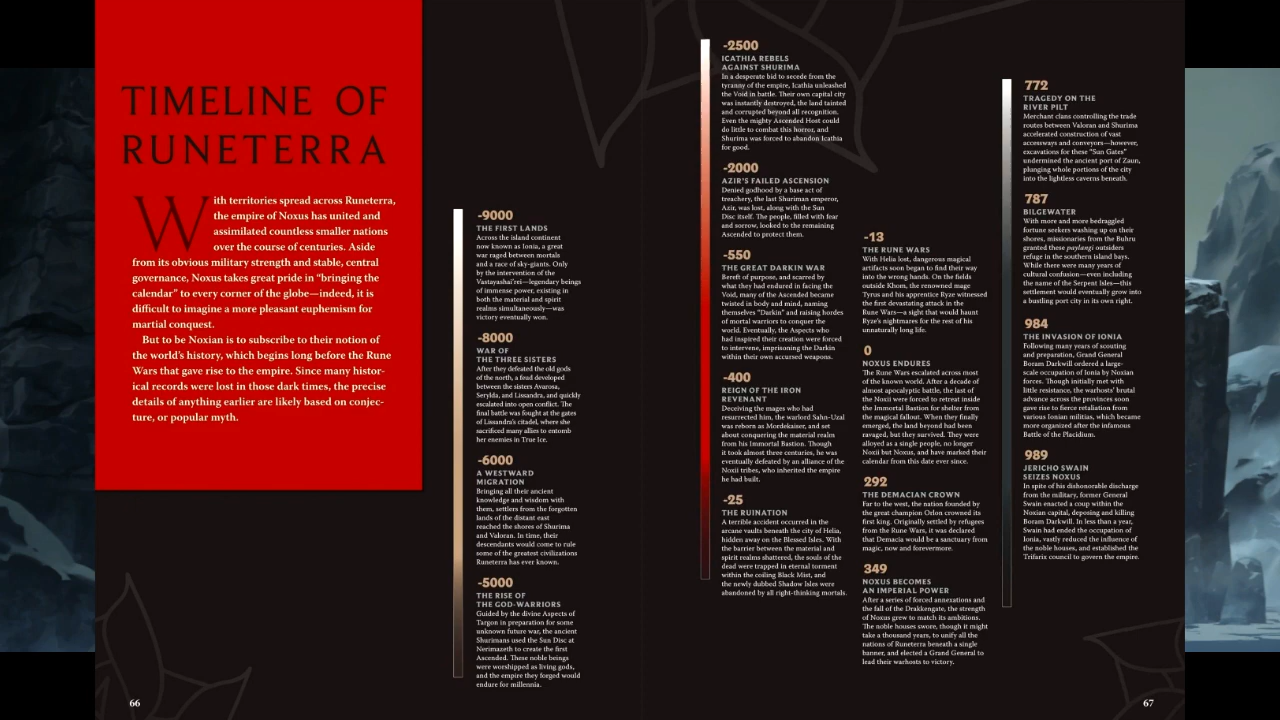 TIMELINE OF
RUNETERRA
With territories spread across Runeterra,
the empire of Noxus has united and
assimilated countless smaller nations
over the course of centuries. Aside
from its obvious military strength and stable, central
governance, Noxus takes great pride in “bringing the
calendar” to every corner of the globe—indeed, it is
difficult to imagine a more pleasant euphemism for
martial conquest.
But to be Noxian is to subscribe to their notion of
the world’s history, which begins long before the Rune
Wars that gave rise to the empire. Since many histor-
ical records were lost in those dark times, the precise
details of anything earlier are likely based on conjec-
ture, or popular myth.
-9000
THE FIRST LANDS
Across the island continent
now known as Ionia, a great
war raged between mortals
and a race of sky-giants. Only
by the intervention of the
Vastayashai’rei—legendary beings
of immense power, existing in
both the material and spirit
realms simultaneously—was
victory eventually won.
-8000
WAR OF
THE THREE SISTERS
After they defeated the old gods
of the north, a feud developed
between the sisters Avarosa,
Serylda, and Lissandra, and quickly
escalated into open conflict. The
final battle was fought at the gates
of Lissandra’s citadel, where she
sacrificed many allies to entomb
her enemies in True Ice.
-6000
A WESTWARD
MIGRATION
Bringing all their ancient
knowledge and wisdom with
them, settlers from the forgotten
lands of the distant east
reached the shores of Shurima
and Valoran. In time, their
descendants would come to rule
some of the greatest civilizations
Runeterra has ever known.
-5000
THE RISE OF
THE GOD-WARRIORS
Guided by the divine Aspects of
Targon in preparation for some
unknown future war, the ancient
Shurimans used the Sun Disc at
Nerimazeth to create the first
Ascended. These noble beings
were worshipped as living gods,
and the empire they forged would
endure for millennia.
-2500
ICATHIA REBELS
AGAINST SHURIMA
In a desperate bid to secede from the
tyranny of the empire, Icathia unleashed
the Void in battle. Their own capital city
was instantly destroyed, the land tainted
and corrupted beyond all recognition.
Even the mighty Ascended Host could
do little to combat this horror, and
Shurima was forced to abandon Icathia
for good.
-2000
AZIR’S FAILED ASCENSION
Denied godhood by a base act of
treachery, the last Shuriman emperor,
Azir, was lost, along with the Sun
Disc itself. The people, filled with fear
and sorrow, looked to the remaining
Ascended to protect them.
-550
THE GREAT DARKIN WAR
Bereft of purpose, and scarred by
what they had endured in facing the
Void, many of the Ascended became
twisted in body and mind, naming
themselves “Darkin” and raising hordes
of mortal warriors to conquer the
world. Eventually, the Aspects who
had inspired their creation were forced
to intervene, imprisoning the Darkin
within their own accursed weapons.
-400
REIGN OF THE IRON
REVENANT
Deceiving the mages who had
resurrected him, the warlord Sahn-Uzal
was reborn as Mordekaiser, and set
about conquering the material realm
from his Immortal Bastion. Though
it took almost three centuries, he was
eventually defeated by an alliance of the
Noxii tribes, who inherited the empire
he had built.
-25
THE RUINATION
A terrible accident occurred in the
arcane vaults beneath the city of Helia,
hidden away on the Blessed Isles. With
the barrier between the material and
spirit realms shattered, the souls of the
dead were trapped in eternal torment
within the coiling Black Mist, and
the newly dubbed Shadow Isles were
abandoned by all right-thinking mortals.
-13
THE RUNE WARS
With Helia lost, dangerous magical
artifacts soon began to find their way
into the wrong hands. On the fields
outside Khom, the renowned mage
Tyrus and his apprentice Ryze witnessed
the first devastating attack in the
Rune Wars—a sight that would haunt
Ryze’s nightmares for the rest of his
unnaturally long life.
0
NOXUS ENDURES
The Rune Wars escalated across most
of the known world. After a decade of
almost apocalyptic battle, the last of
the Noxii were forced to retreat inside
the Immortal Bastion for shelter from
the magical fallout. When they finally
emerged, the land beyond had been
ravaged, but they survived. They were
alloyed as a single people, no longer
Noxii but Noxus, and have marked their
calendar from this date ever since.
292
THE DEMACIAN CROWN
Far to the west, the nation founded by
the great champion Orlon crowned its
first king. Originally settled by refugees
from the Rune War, it was declared
that Demacia would be a sanctuary from
magic, now and forevermore.
349
NOXUS BECOMES
AN IMPERIAL POWER
After a series of forced annexations and
the fall of the Drakkengate, the strength
of Noxus grew to match its ambitions.
The noble houses swore, though it might
take a thousand years, to unify all the
nations of Runeterra beneath a single
banner, and elected a Grand General to
lead their warhosts to victory.
772
TRAGEDY ON THE
RIVER PILT
Merchant clans controlling the trade
routes between Valoran and Shurima
accelerated construction of vast
accessways and conveyors—however,
excavations for these “Sun Gates”
undermined the ancient port of Zaun,
plunging whole portions of the city
into the lightless caverns beneath.
787
BILGEWATER
With more and more bedraggled
fortune seekers washing up on their
shores, missionaries from the Buhru
granted these paylangi outsiders
refuge in the southern island bays.
While there were many years of
cultural confusion—even including
the name of the Serpent Isles—this
settlement would eventually grow into
a bustling port city in its own right.
984
THE INVASION OF IONIA
Following many years of scouting
and preparation, Grand General
Boram Darkwill ordered a large-
scale occupation of Ionia by Noxian
forces. Though initially met with
little resistance, the warhosts’ brutal
advance across the provinces soon
gave rise to fierce retaliation from
various Ionian militias, which became
more organized after the infamous
Battle of the Placidium.
989
JERICHO SWAIN
SEIZES NOXUS
In spite of his dishonorable discharge
from the military, former General
Swain enacted a coup within the
Noxian capital, deposing and killing
Boram Darkwill. In less than a year,
Swain had ended the occupation of
Ionia, vastly reduced the influence of
the noble houses, and established the
Trifarix council to govern the empire.
66
67